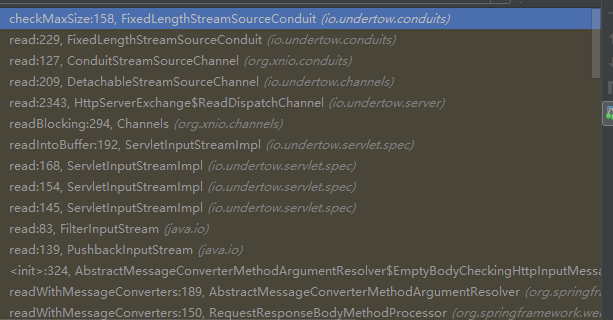 checkMaxSize:158, FixedLengthStreamSourceConduit (io.undertow.conduits)
read:229, FixedLengthStreamSourceConduit (io.undertow.conduits)
read:127, ConduitStreamSourceChannel (org.xnio.conduits)
read:209, DetachableStreamSourceChannel (io.undertow.channels)
read:2343, HttpServerExchange$ReadDispatchChannel (io.undertow.server)
readBlocking:294, Channels (org.xnio.channels)
readIntoBuffer:192, ServletInputStreamImpl (io.undertow.servlet.spec)
read:168, ServletInputStreamImpl (io.undertow.servlet.spec)
read:154, ServletInputStreamImpl (io.undertow.servlet.spec)
read:145, ServletInputStreamImpl (io.undertow.servlet.spec)
read:83, FilterInputStream (java.io)
read:139, PushbackInputStream (java.io)
<init>:324, AbstractMessageConverterMethodArgumentResolver$EmptyBodyCheckingHttpInputMessa
readWithMessageConverters:189, AbstractMessageConverterMethodArgumentResolver (org.springfr
readWithMessageConverters:150, RequestResponseBodyMethodProcessor (org.springframework.we